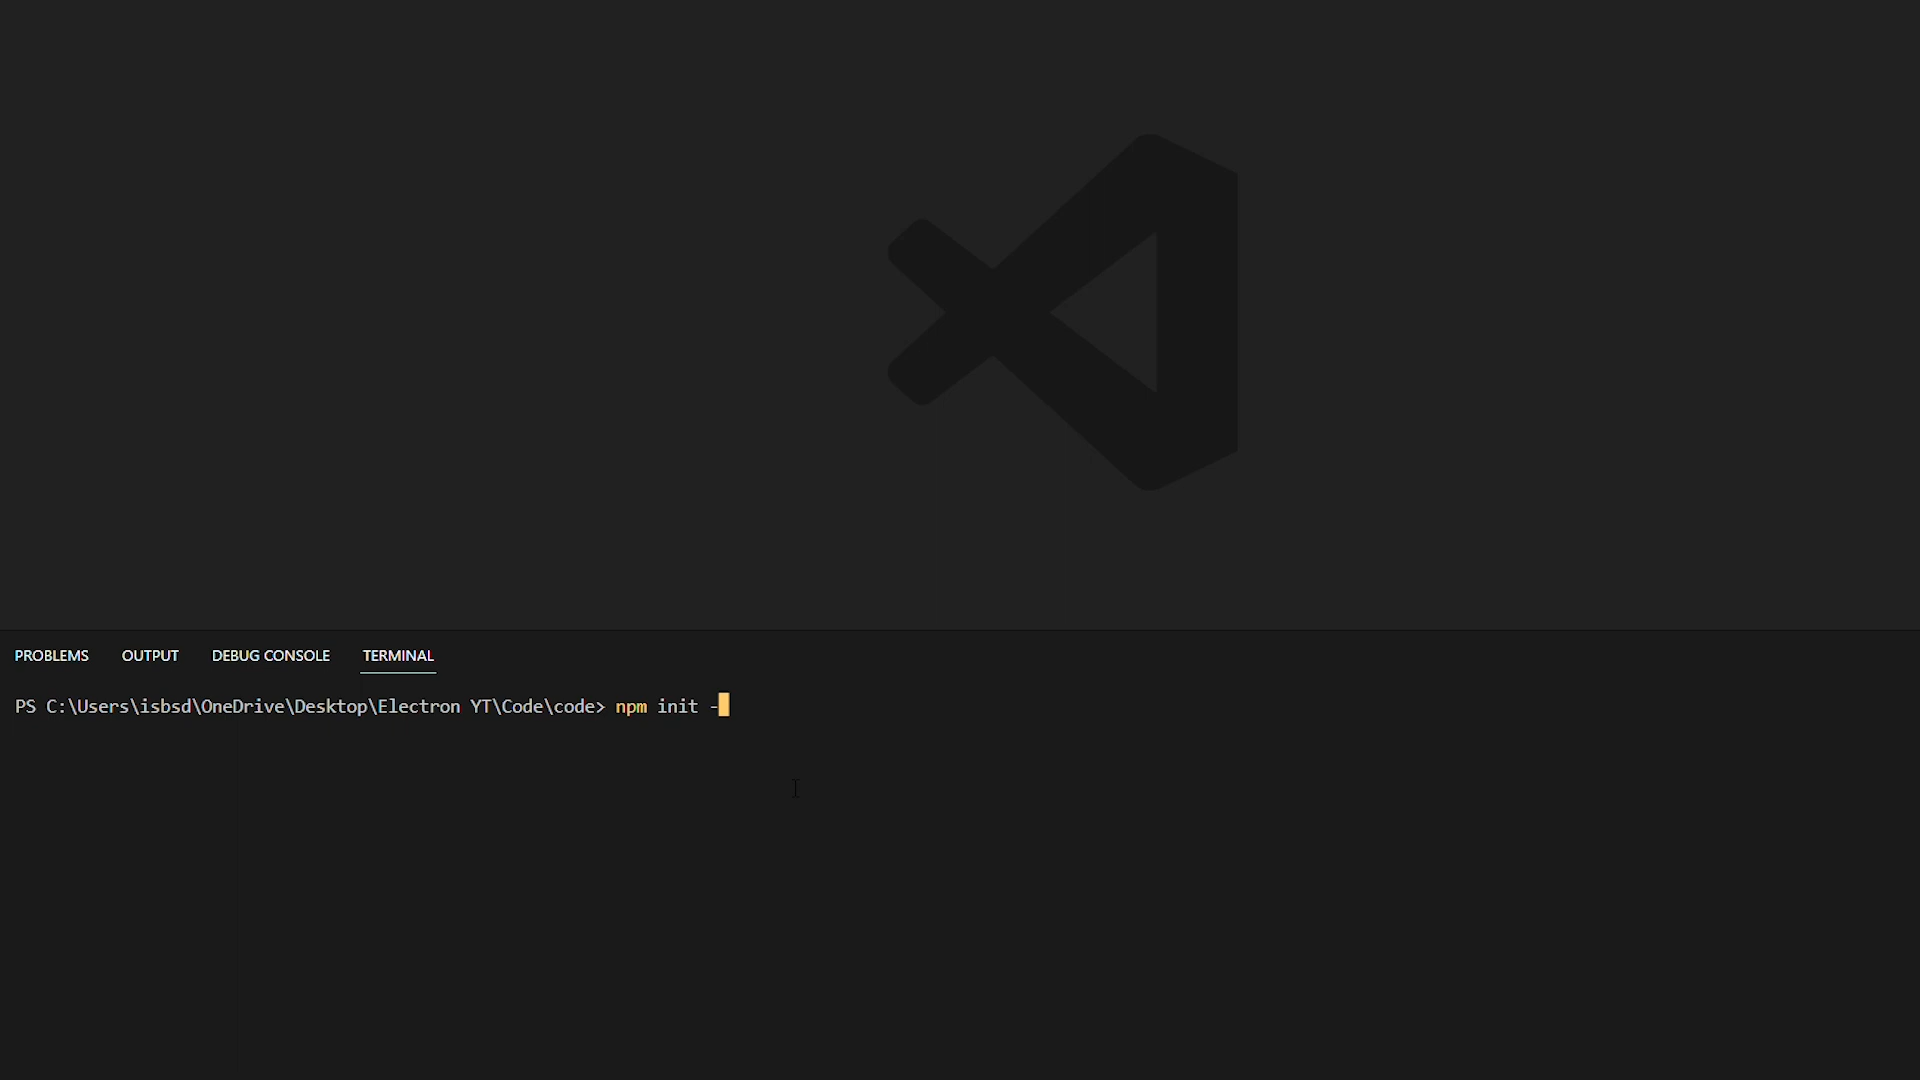 PROBLEMS OUTPUT DEBUG CONSOLE TERMINAL
PS C:\Users\isbsd\OneDrive\Desktop\Electron YT\Code\code> npm init -